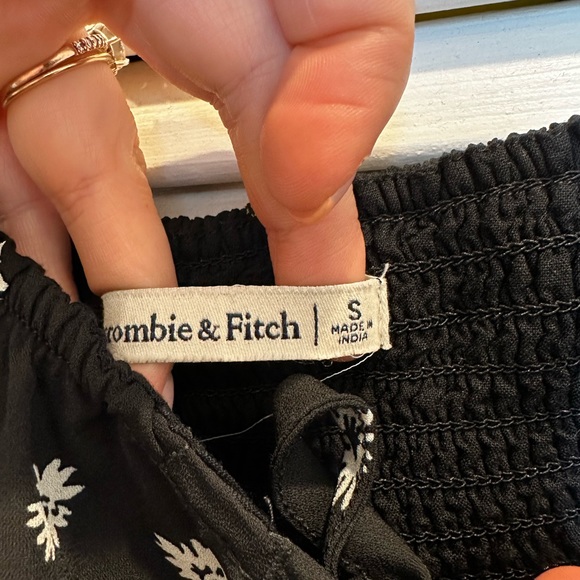 rombie & Fitch | S
MADE IN
INDIA